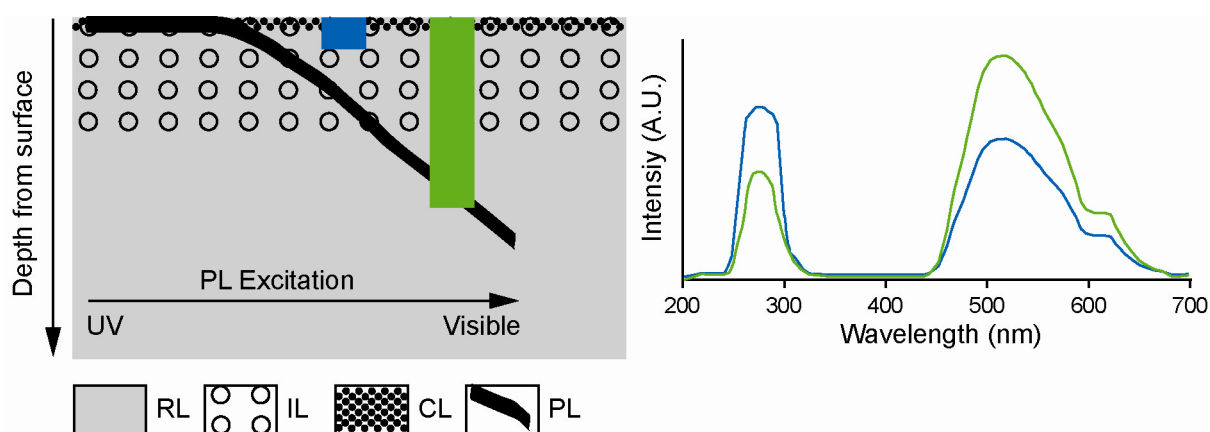 Depth from surface
PL Excitation
UV Visible
RL IL CL PL
Intensiy (A.U.)
200 300 400 500 600 700
Wavelength (nm)